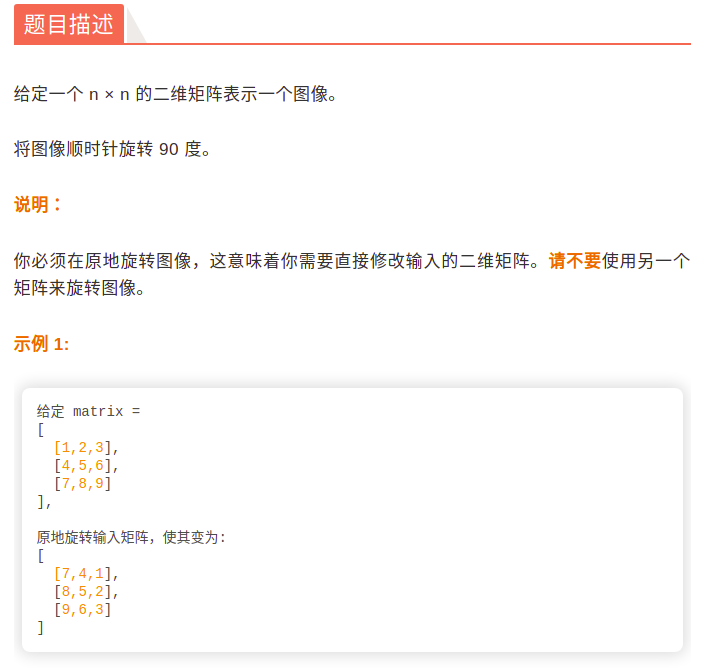 题目描述
给定一个 n × n 的二维矩阵表示一个图像。
将图像顺时针旋转 90 度。
说明：
你必须在原地旋转图像，这意味着你需要直接修改输入的二维矩阵。请不要使用另一个
矩阵来旋转图像。
示例 1:
给定 matrix =
[
  [1,2,3],
  [4,5,6],
  [7,8,9]
],
原地旋转输入矩阵，使其变为:
[
  [7,4,1],
  [8,5,2],
  [9,6,3]
]